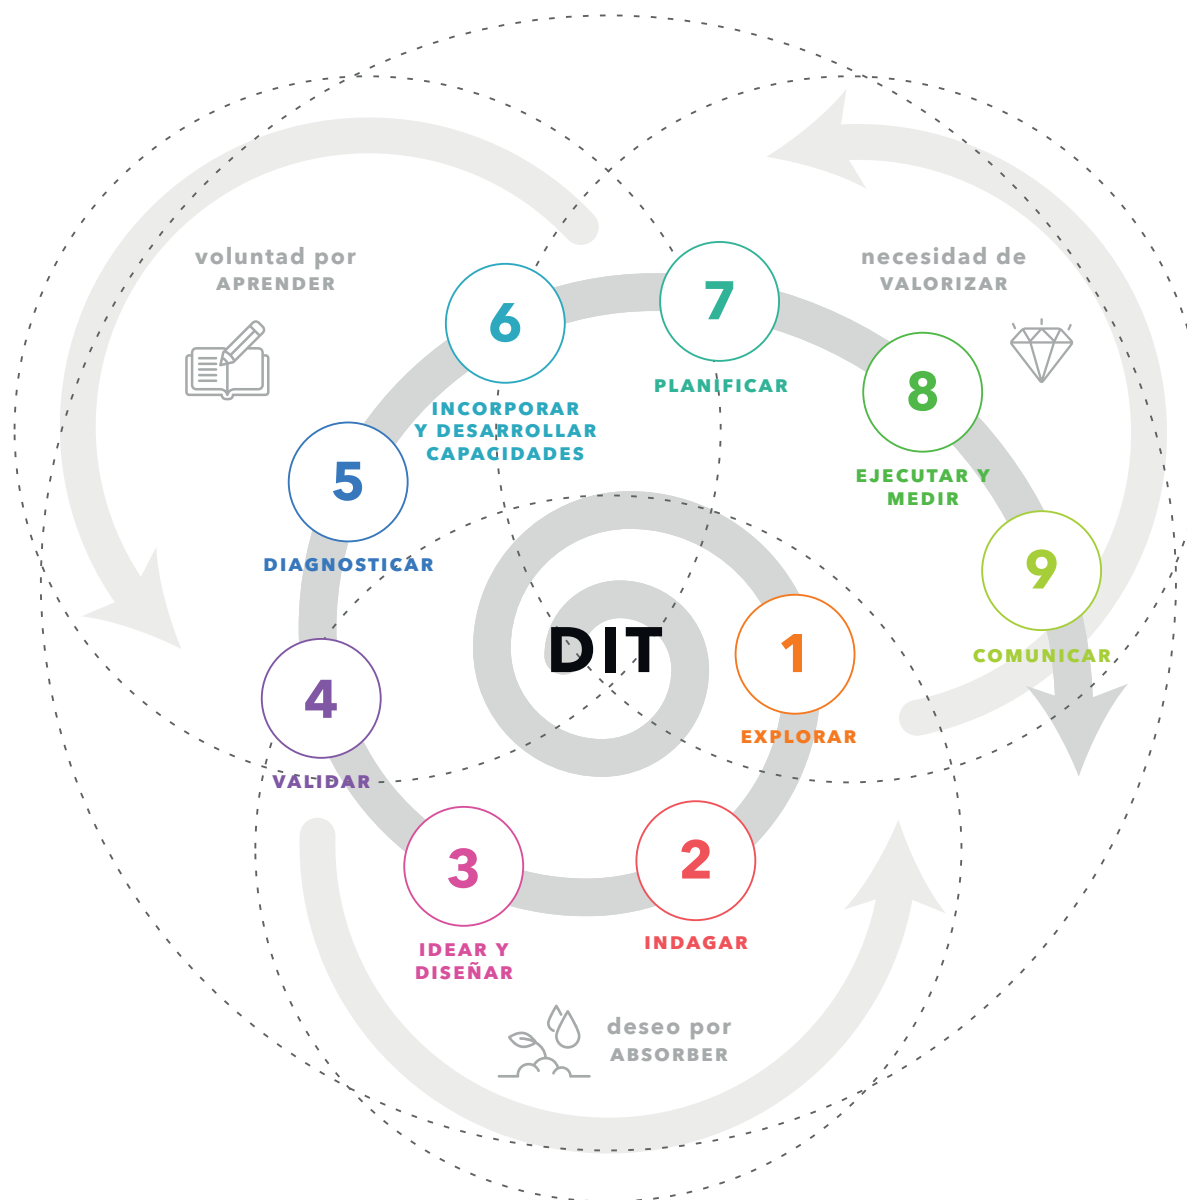 voluntad por
APRENDER
necesidad de
VALORIZAR
6
INCORPORAR
Y DESARROLLAR
CAPACIDADES
7
PLANIFICAR
8
EJECUTAR Y
MEDIR
5
DIAGNOSTICAR
9
COMUNICAR
DIT
1
EXPLORAR
4
VALIDAR
3
IDEAR Y
DISEÑAR
2
INDAGAR
deseo por
ABSORBER